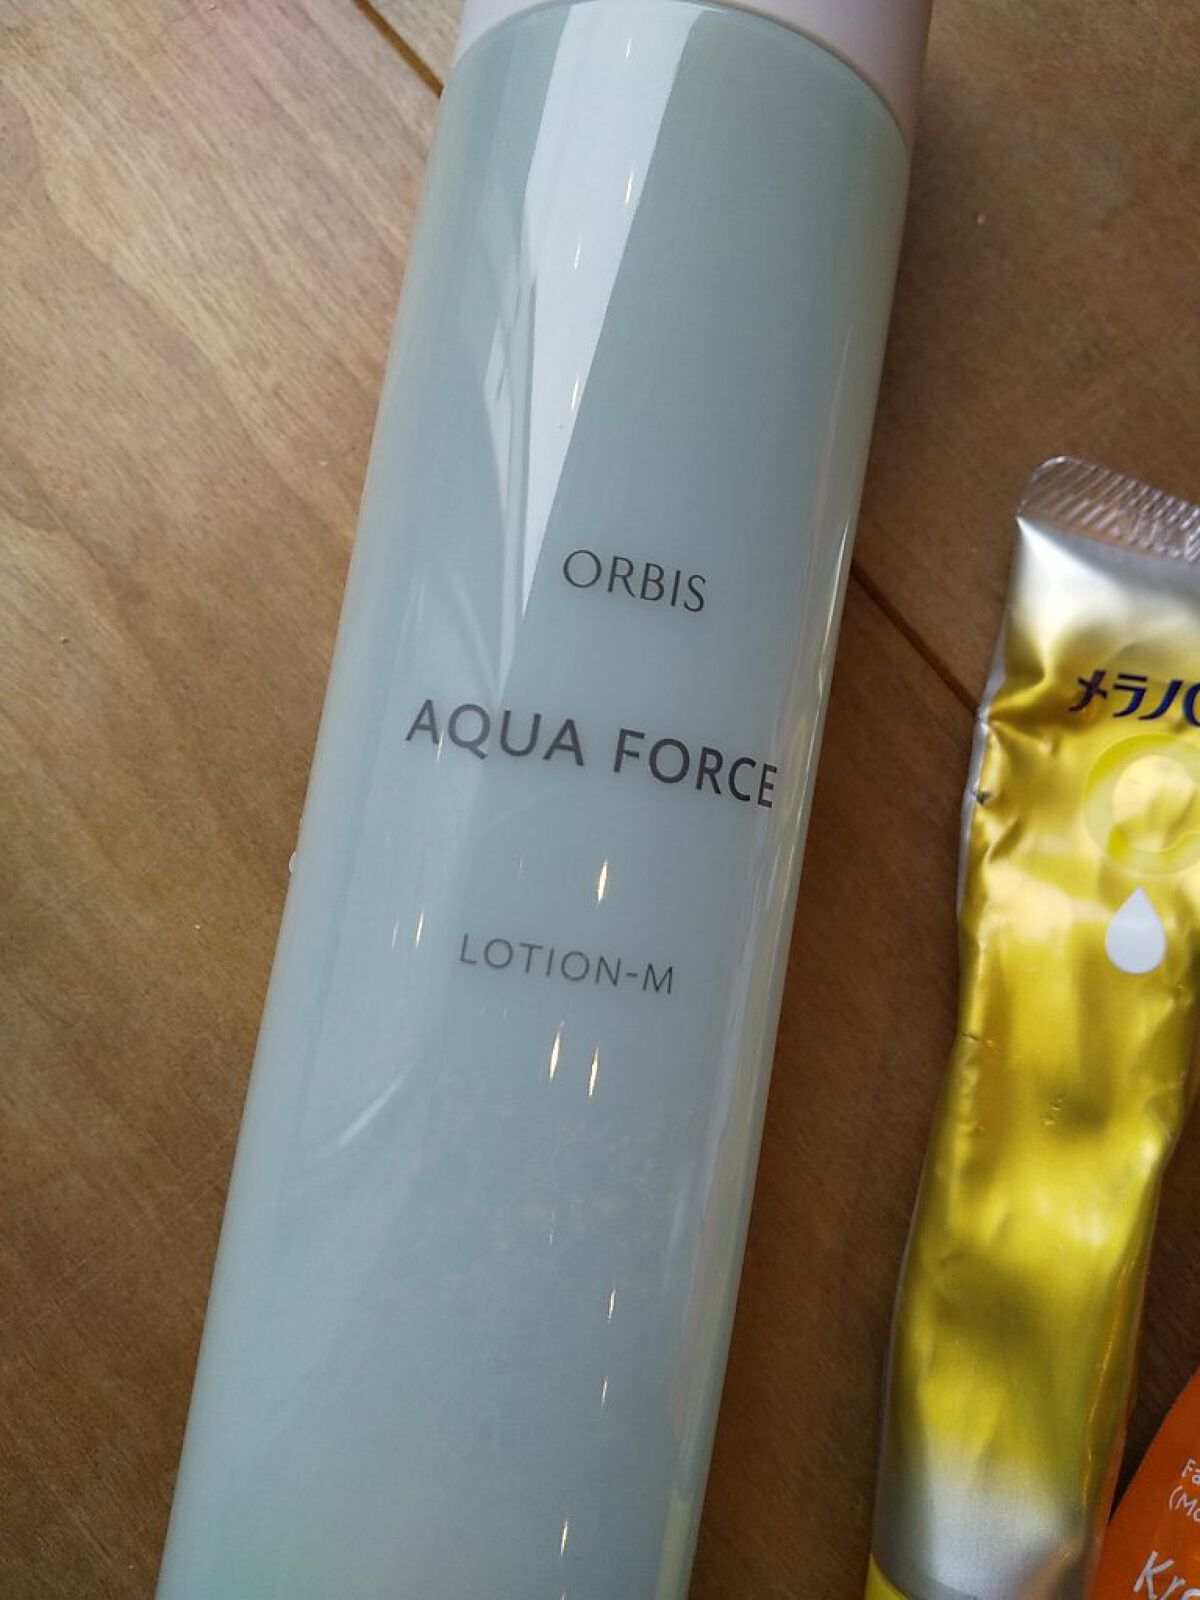 ORBIS
AQUA FORCE
LOTION-M
メラノ